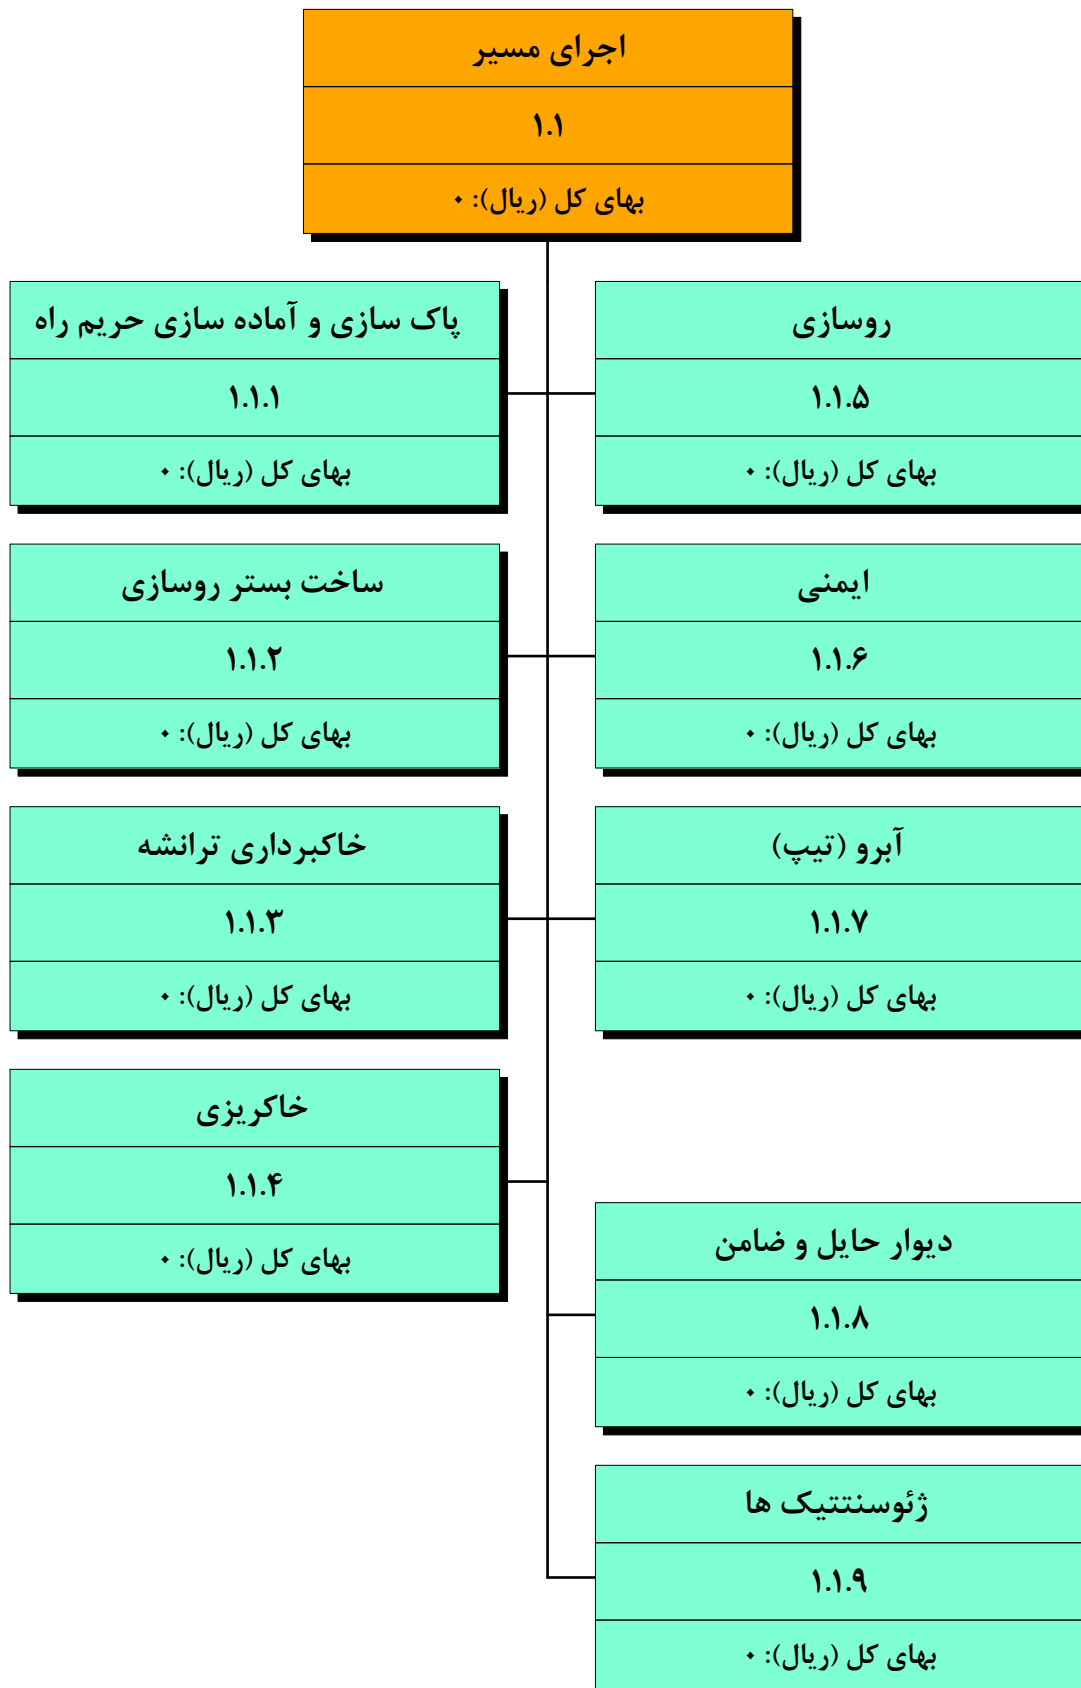 اجرای مسیر
۱.۱
بهای کل (ریال): ۰
پاک سازی و آماده سازی حریم راه
۱.۱.۱
بهای کل (ریال): ۰
ساخت بستر روسازی
۱.۱.۲
بهای کل (ریال): ۰
خاکبرداری ترانشه
۱.۱.۳
بهای کل (ریال): ۰
خاکریزی
۱.۱.۴
بهای کل (ریال): ۰
روسازی
۱.۱.۵
بهای کل (ریال): ۰
ایمنی
۱.۱.۶
بهای کل (ریال): ۰
آبرو (تیپ)
۱.۱.۷
بهای کل (ریال): ۰
دیوار حایل و ضامن
۱.۱.۸
بهای کل (ریال): ۰
ژئوسنتتیک ها
۱.۱.۹
بهای کل (ریال): ۰